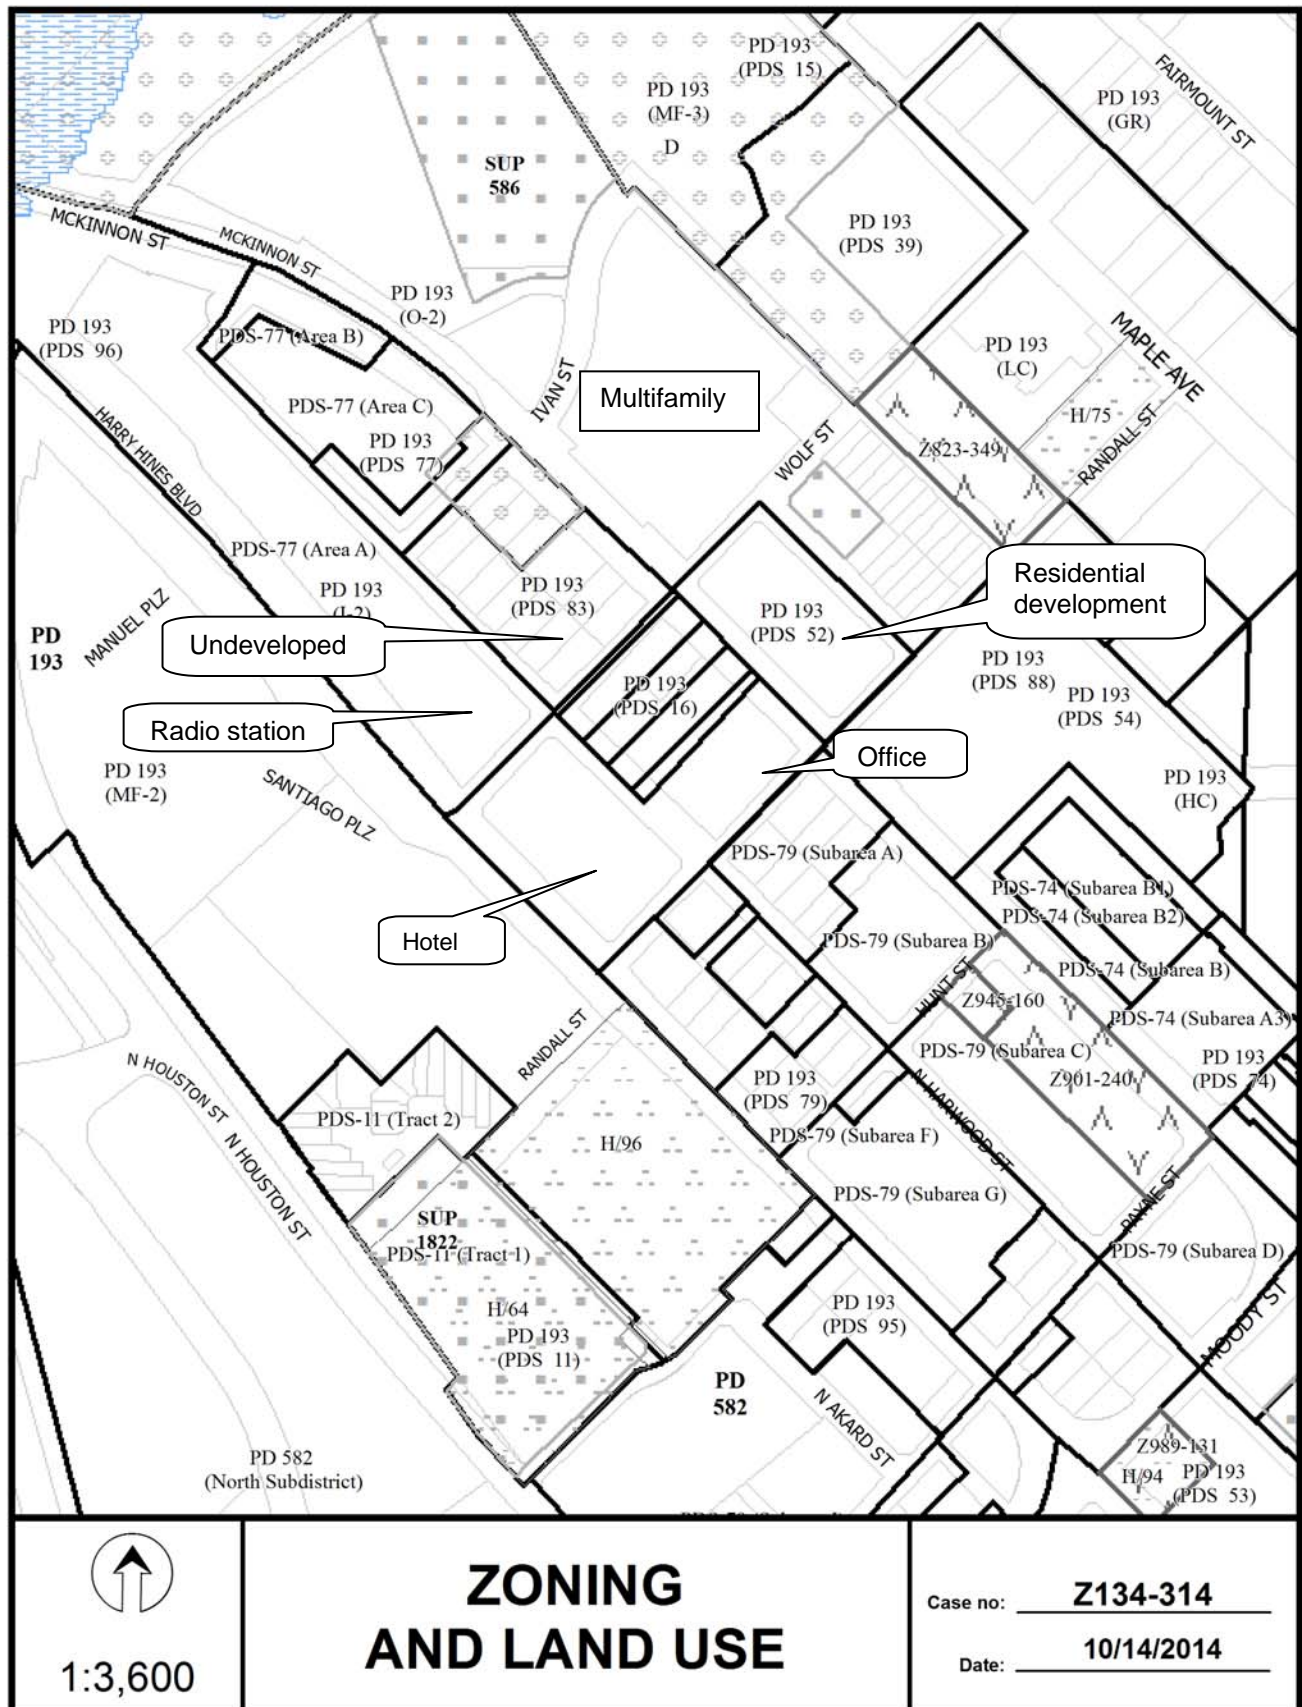 PD 193
(PDS 15)
FAIRMOUNT ST
PD 193
(MF-3)
D
PD 193
(GR)
SUP
586
MCKINNON ST
MCKINNON ST
PD 193
(PDS 39)
PD 193
(O-2)
PD 193
(PDS 96)
PDS-77 (Area B)
MAPLE AVE
PD 193
(LC)
IVAN ST
Multifamily
PDS-77 (Area C)
H/75
RANDALL ST
HARRY HINES BLVD
PD 193
(PDS 77)
WOLF ST
Z823-349
PDS-77 (Area A)
PD 193
(I-2)
PD 193
(PDS 83)
Residential
development
PD 193
(PDS 52)
MANUEL PLZ
PD
193
Undeveloped
PD 193
(PDS 88)
PD 193
(PDS 16)
PD 193
(PDS 54)
Radio station
Office
PD 193
(MF-2)
SANTIAGO PLZ
PD 193
(HC)
PDS-79 (Subarea A)
PDS-74 (Subarea B1)
PDS-74 (Subarea B2)
Hotel
PDS-79 (Subarea B)
PDS-74 (Subarea B)
HUNT ST
Z945-160
PDS-74 (Subarea A3)
RANDALL ST
PDS-79 (Subarea C)
N HOUSTON ST
PD 193
(PDS 79)
N HARWOOD ST
Z901-240
PD 193
(PDS 74)
PDS-11 (Tract 2)
N HOUSTON ST
H/96
PDS-79 (Subarea F)
PDS-79 (Subarea G)
PAYNE ST
SUP
1822
PDS-11 (Tract 1)
PDS-79 (Subarea D)
H/64
PD 193
(PDS 11)
PD 193
(PDS 95)
MOODY ST
PD
582
N AKARD ST
PD 582
(North Subdistrict)
Z989-131
H/94
PD 193
(PDS 53)
1:3,600
ZONING
AND LAND USE
Case no: Z134-314
Date: 10/14/2014